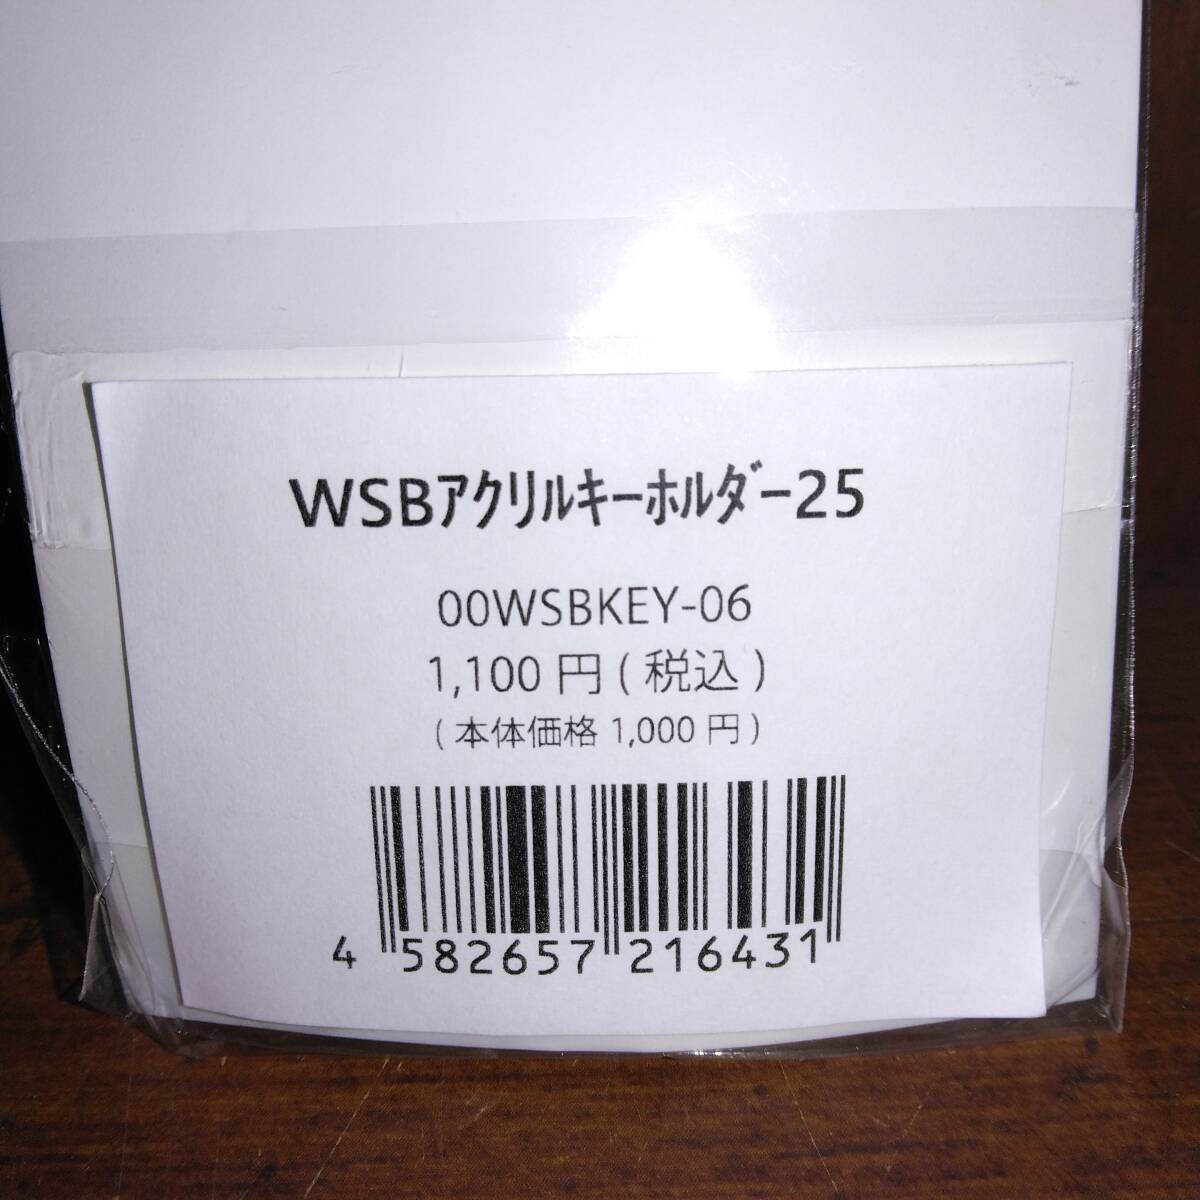 WSBｱｸﾘﾙｷｰﾎﾙﾀﾞｰ25
00WSBKEY-06
1,100 円 ( 税込 )
( 本体価格 1,000 円 )
4 582657 216431